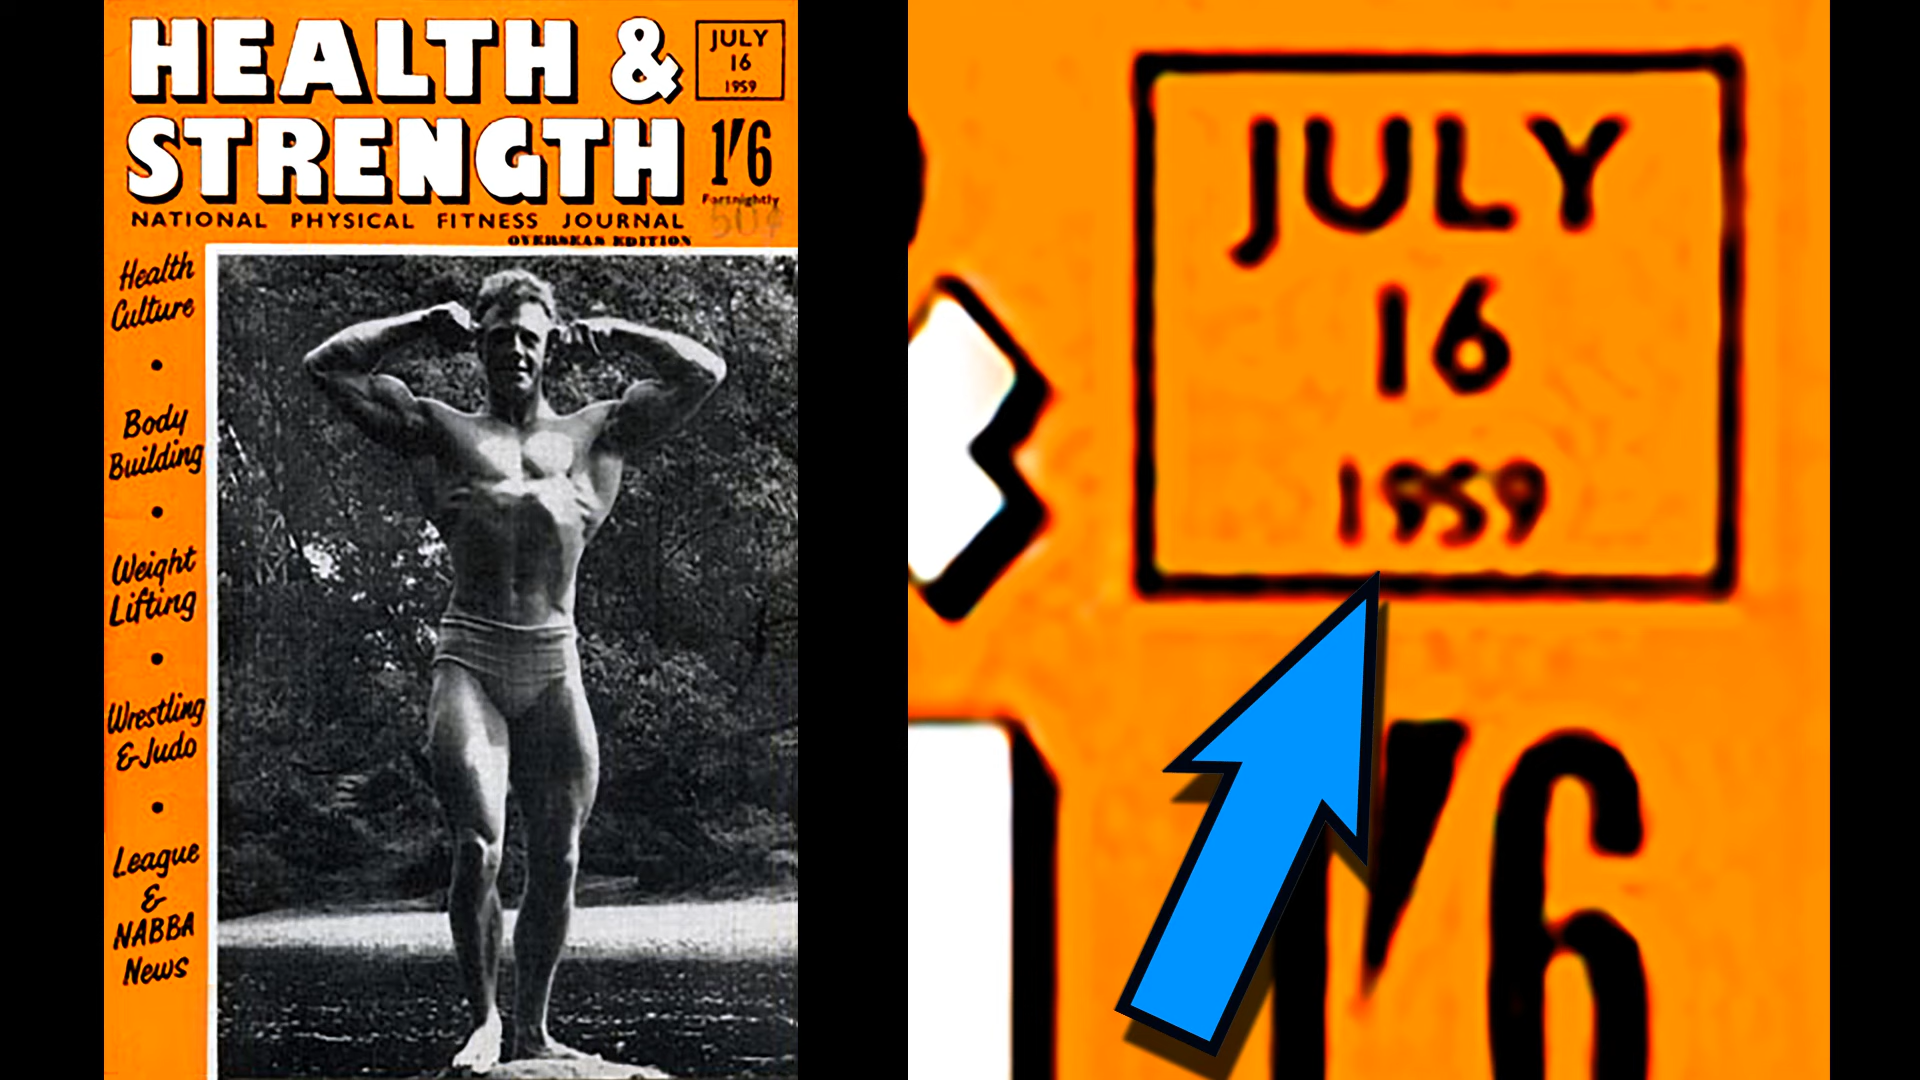 HEALTH &
STRENGTH
NATIONAL PHYSICAL FITNESS JOURNAL
OVERSEAS EDITION
JULY
16
1959
1/6
Fortnightly
50¢
Health
Culture
•
Body
Building
•
Weight
Lifting
•
Wrestling
& Judo
•
League
&
NABBA
News
JULY
16
1959
1/6